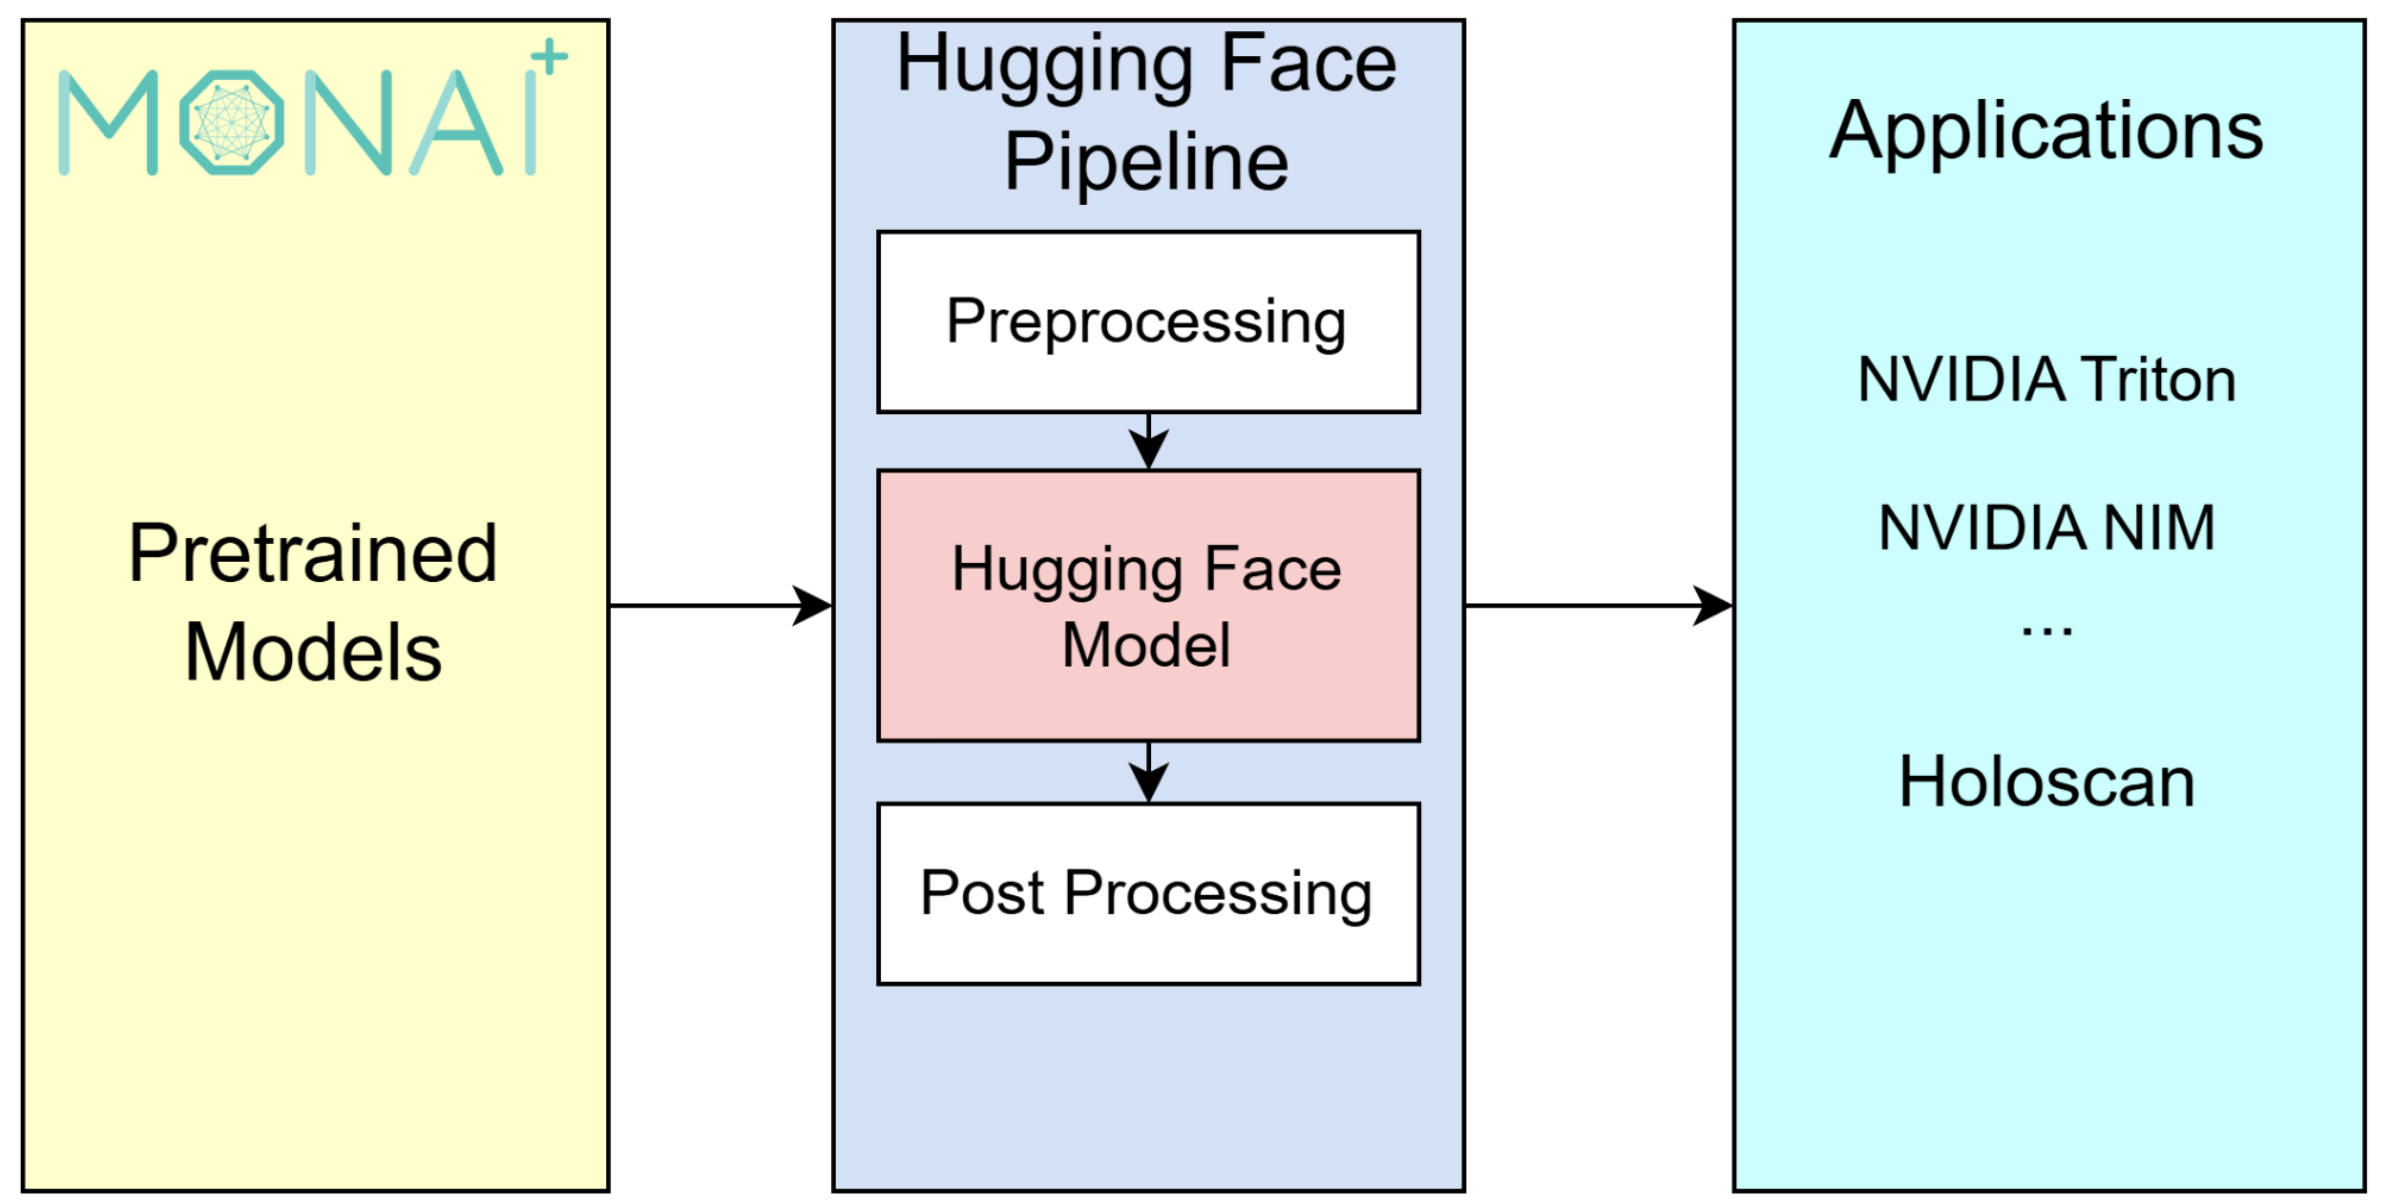 MONAI+
Pretrained
Models
Hugging Face
Pipeline
Preprocessing
Hugging Face
Model
Post Processing
Applications
NVIDIA Triton
NVIDIA NIM
...
Holoscan